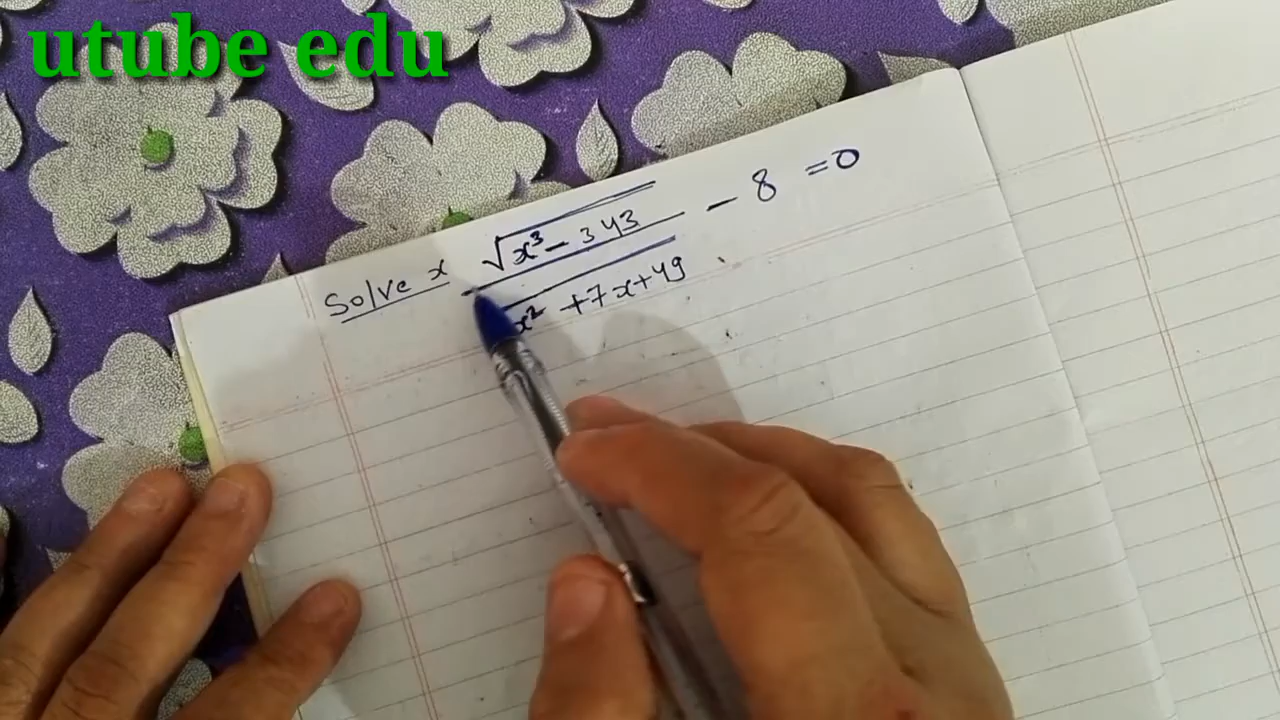 utube edu
Solve x √(x³ - 343) - 8 = 0
x² + 7x + 49